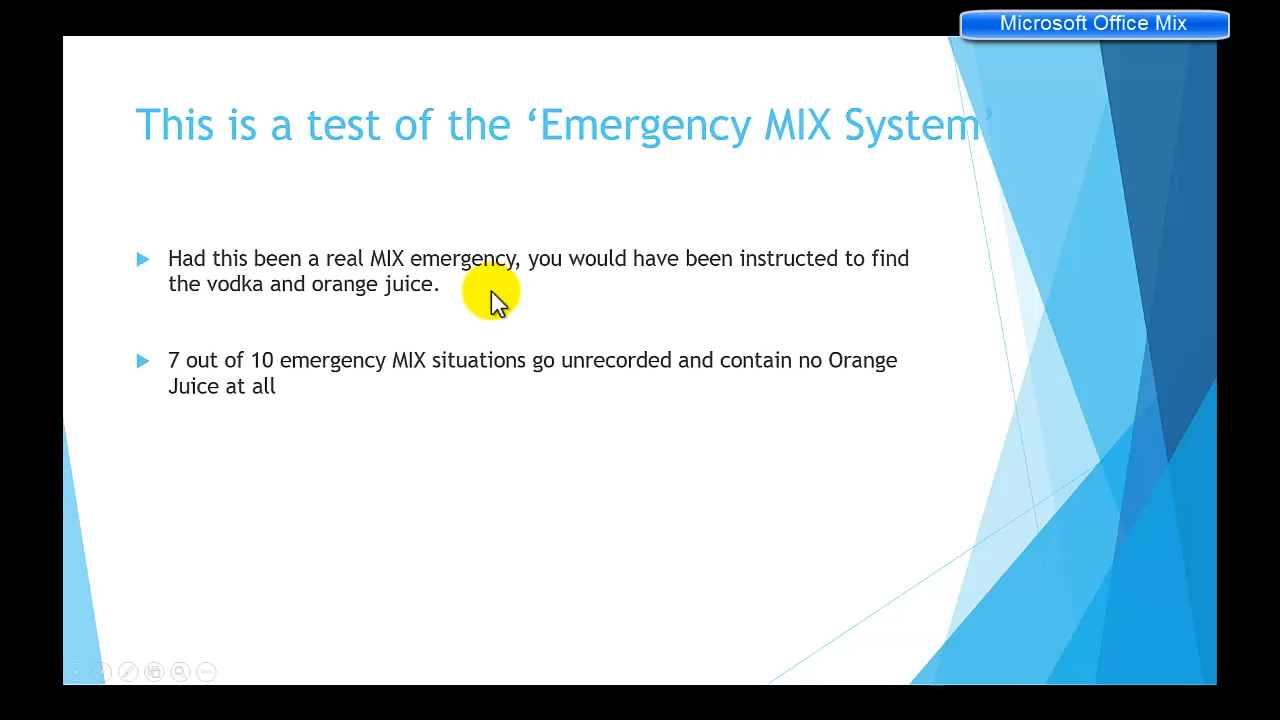 Microsoft Office Mix
This is a test of the ‘Emergency MIX System’
Had this been a real MIX emergency, you would have been instructed to find
the vodka and orange juice.
7 out of 10 emergency MIX situations go unrecorded and contain no Orange
Juice at all